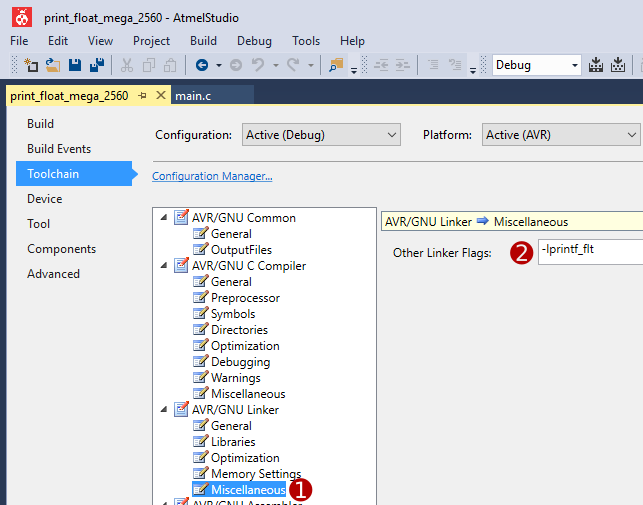 print_float_mega_2560 - AtmelStudio
File Edit View Project Build Debug Tools Help
Debug
print_float_mega_2560 main.c
Build
Build Events
Toolchain
Device
Tool
Components
Advanced
Configuration: Active (Debug) Platform: Active (AVR)
Configuration Manager...
AVR/GNU Common
General
OutputFiles
AVR/GNU C Compiler
General
Preprocessor
Symbols
Directories
Optimization
Debugging
Warnings
Miscellaneous
AVR/GNU Linker
General
Libraries
Optimization
Memory Settings
Miscellaneous 1
AVR/GNU Assembler
AVR/GNU Linker Miscellaneous
Other Linker Flags: 2 -lprintf_flt